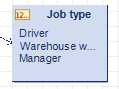 12... Job type
Driver
Warehouse w...
Manager